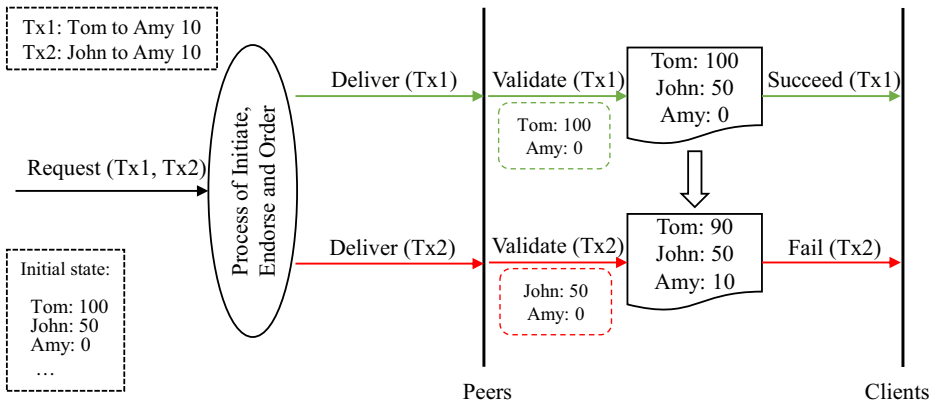 Tx1: Tom to Amy 10
Tx2: John to Amy 10
Request (Tx1, Tx2)
Initial state:
Tom: 100
John: 50
Amy: 0
…
Process of Initiate,
Endorse and Order
Deliver (Tx1)
Validate (Tx1)
Tom: 100
Amy: 0
Tom: 100
John: 50
Amy: 0
Succeed (Tx1)
Deliver (Tx2)
Validate (Tx2)
John: 50
Amy: 0
Tom: 90
John: 50
Amy: 10
Fail (Tx2)
Peers
Clients